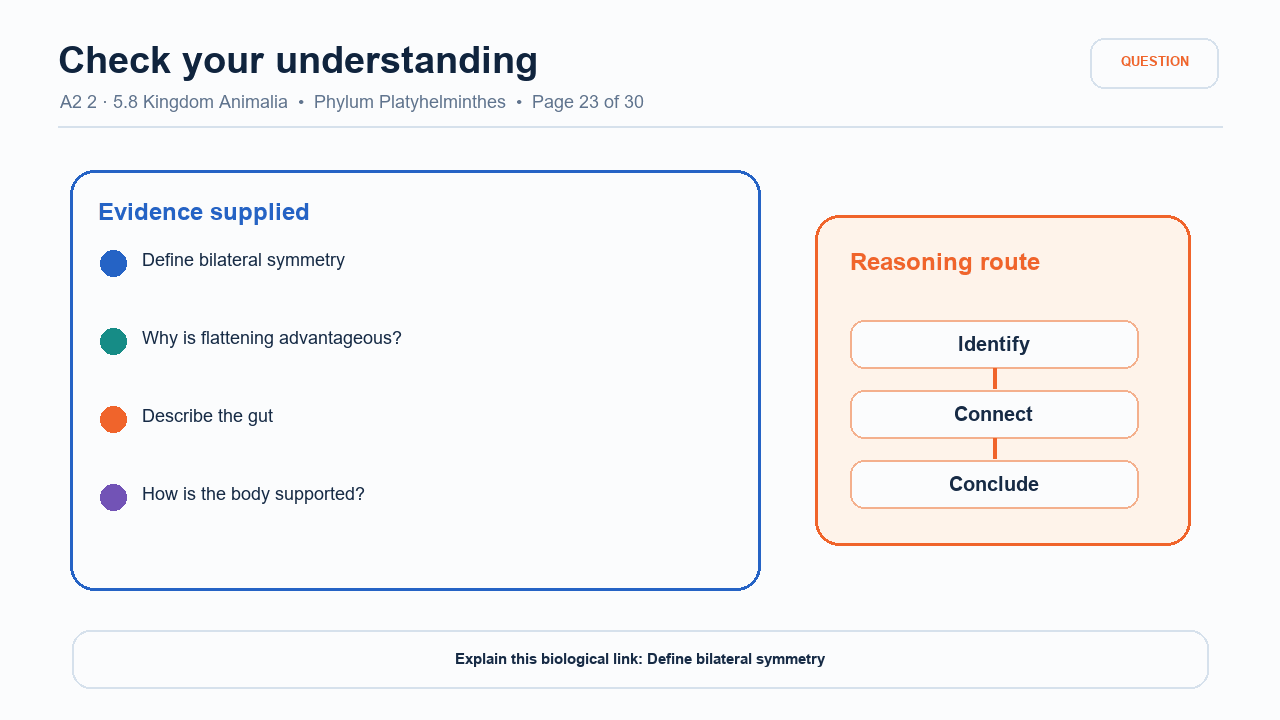 Check your understanding
QUESTION
A2 2 · 5.8 Kingdom Animalia • Phylum Platyhelminthes • Page 23 of 30
Evidence supplied
Define bilateral symmetry
Why is flattening advantageous?
Describe the gut
How is the body supported?
Reasoning route
Identify
Connect
Conclude
Explain this biological link: Define bilateral symmetry